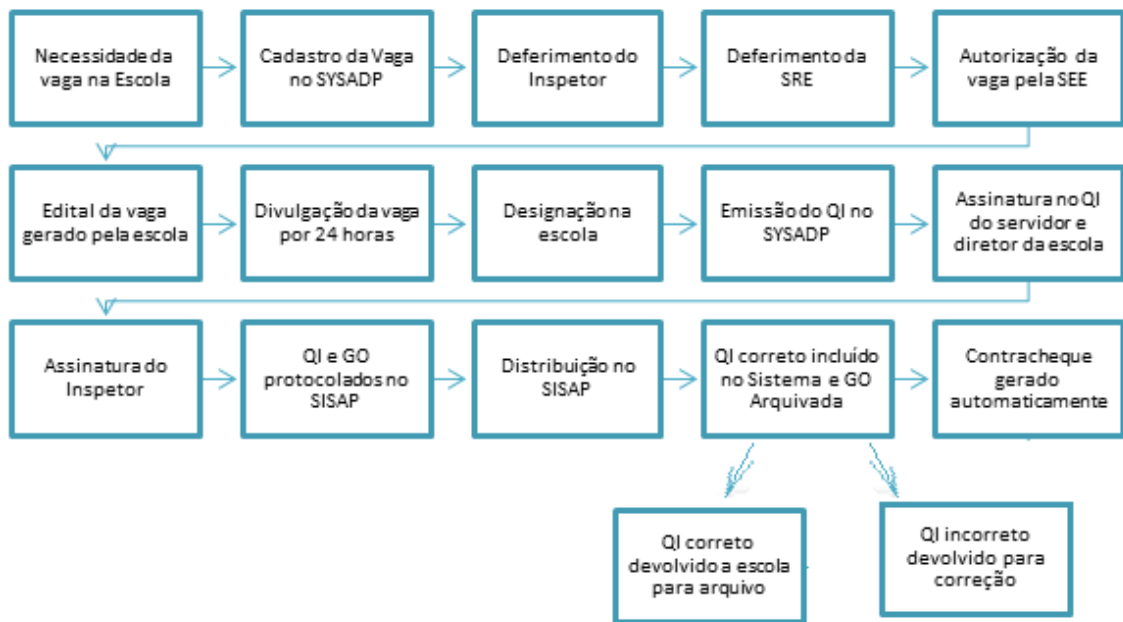 Necessidade da
vaga na Escola
Cadastro da Vaga
no SYSADP
Deferimento do
Inspetor
Deferimento da
SRE
Autorização da
vaga pela SEE
Edital da vaga
gerado pela escola
Divulgação da vaga
por 24 horas
Designação na
escola
Emissão do QI no
SYSADP
Assinatura no QI
do servidor e
diretor da escola
Assinatura do
Inspetor
QI e GO
protocolados no
SISAP
Distribuição no
SISAP
QI correto incluído
no Sistema e GO
Arquivada
Contracheque
gerado
automaticamente
QI correto
devolvido a escola
para arquivo
QI incorreto
devolvido para
correção